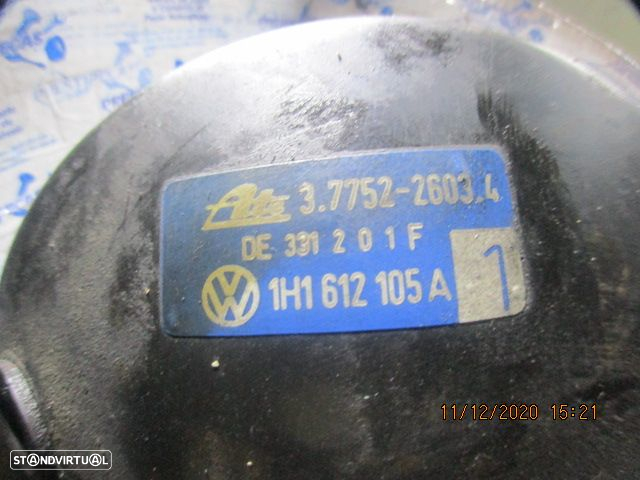 Ate 3.7752-2603.4
DE 331 2 0 1 F
VW 1H1 612 105 A 1
11/12/2020 15:21
STANDVIRTUAL